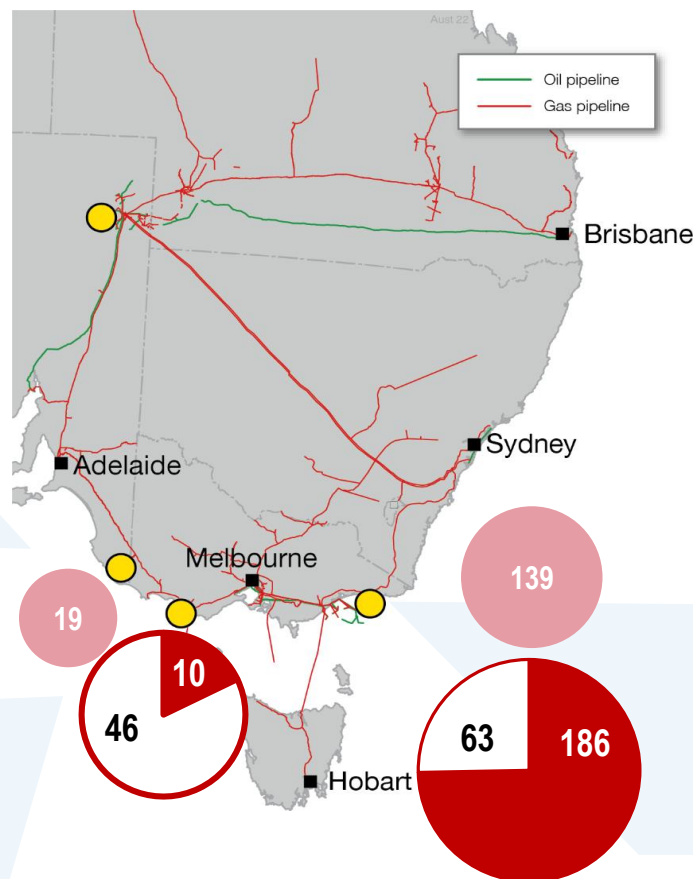 Aust 22
Oil pipeline
Gas pipeline
Brisbane
Sydney
Adelaide
Melbourne
139
19
10
46
63
186
Hobart